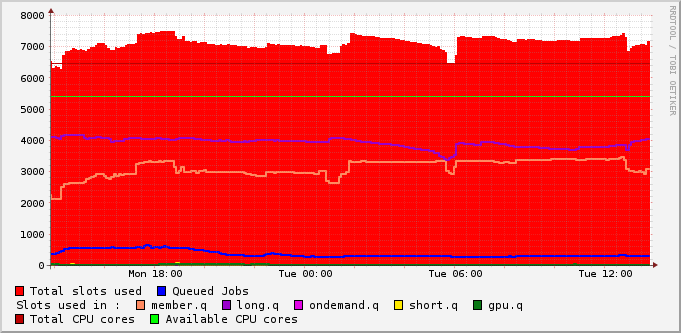 RRDTOOL / TOBI OETIKER
8000
7000
6000
5000
4000
3000
2000
1000
0
Mon 18:00 Tue 00:00 Tue 06:00 Tue 12:00
Total slots used Queued Jobs
Slots used in : member.q long.q ondemand.q short.q gpu.q
Total CPU cores Available CPU cores